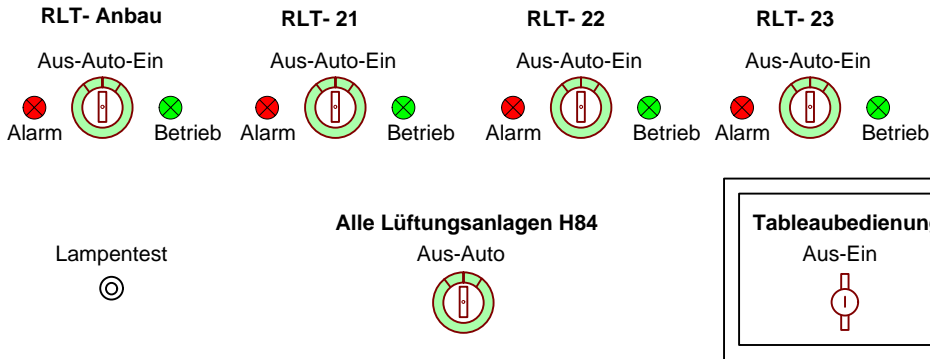 RLT- Anbau
RLT- 21
RLT- 22
RLT- 23
Aus-Auto-Ein
Aus-Auto-Ein
Aus-Auto-Ein
Aus-Auto-Ein
Alarm
Betrieb
Alarm
Betrieb
Alarm
Betrieb
Alarm
Betrieb
Alle Lüftungsanlagen H84
Tableaubedienung
Lampentest
Aus-Auto
Aus-Ein